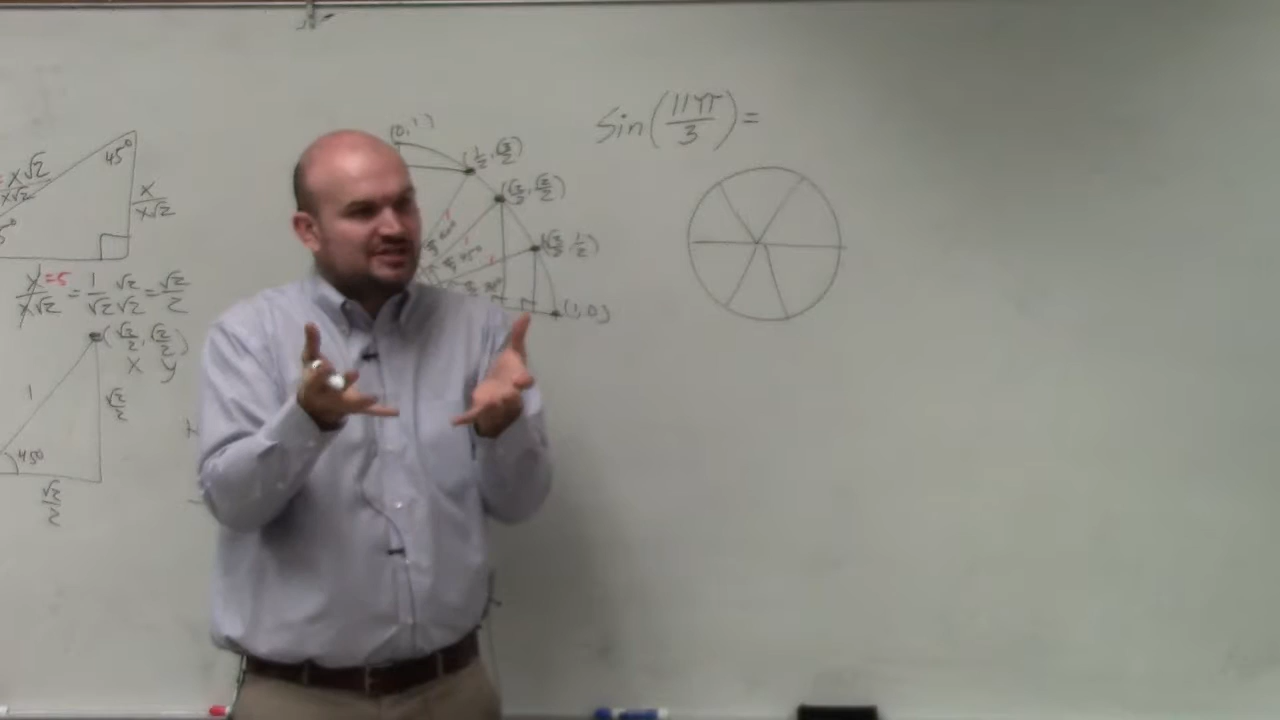 Sin(11π/3)=
(0,1)
(1/2, √3/2)
(√2/2, √2/2)
(√3/2, 1/2)
(1,0)
45°
x√2/x√2
x/x√2
x=5
x/x√2 = 1/√2 √2/√2 = √2/2
(√2/2, √2/2)
x y
1
√2/2
45°
√2/2